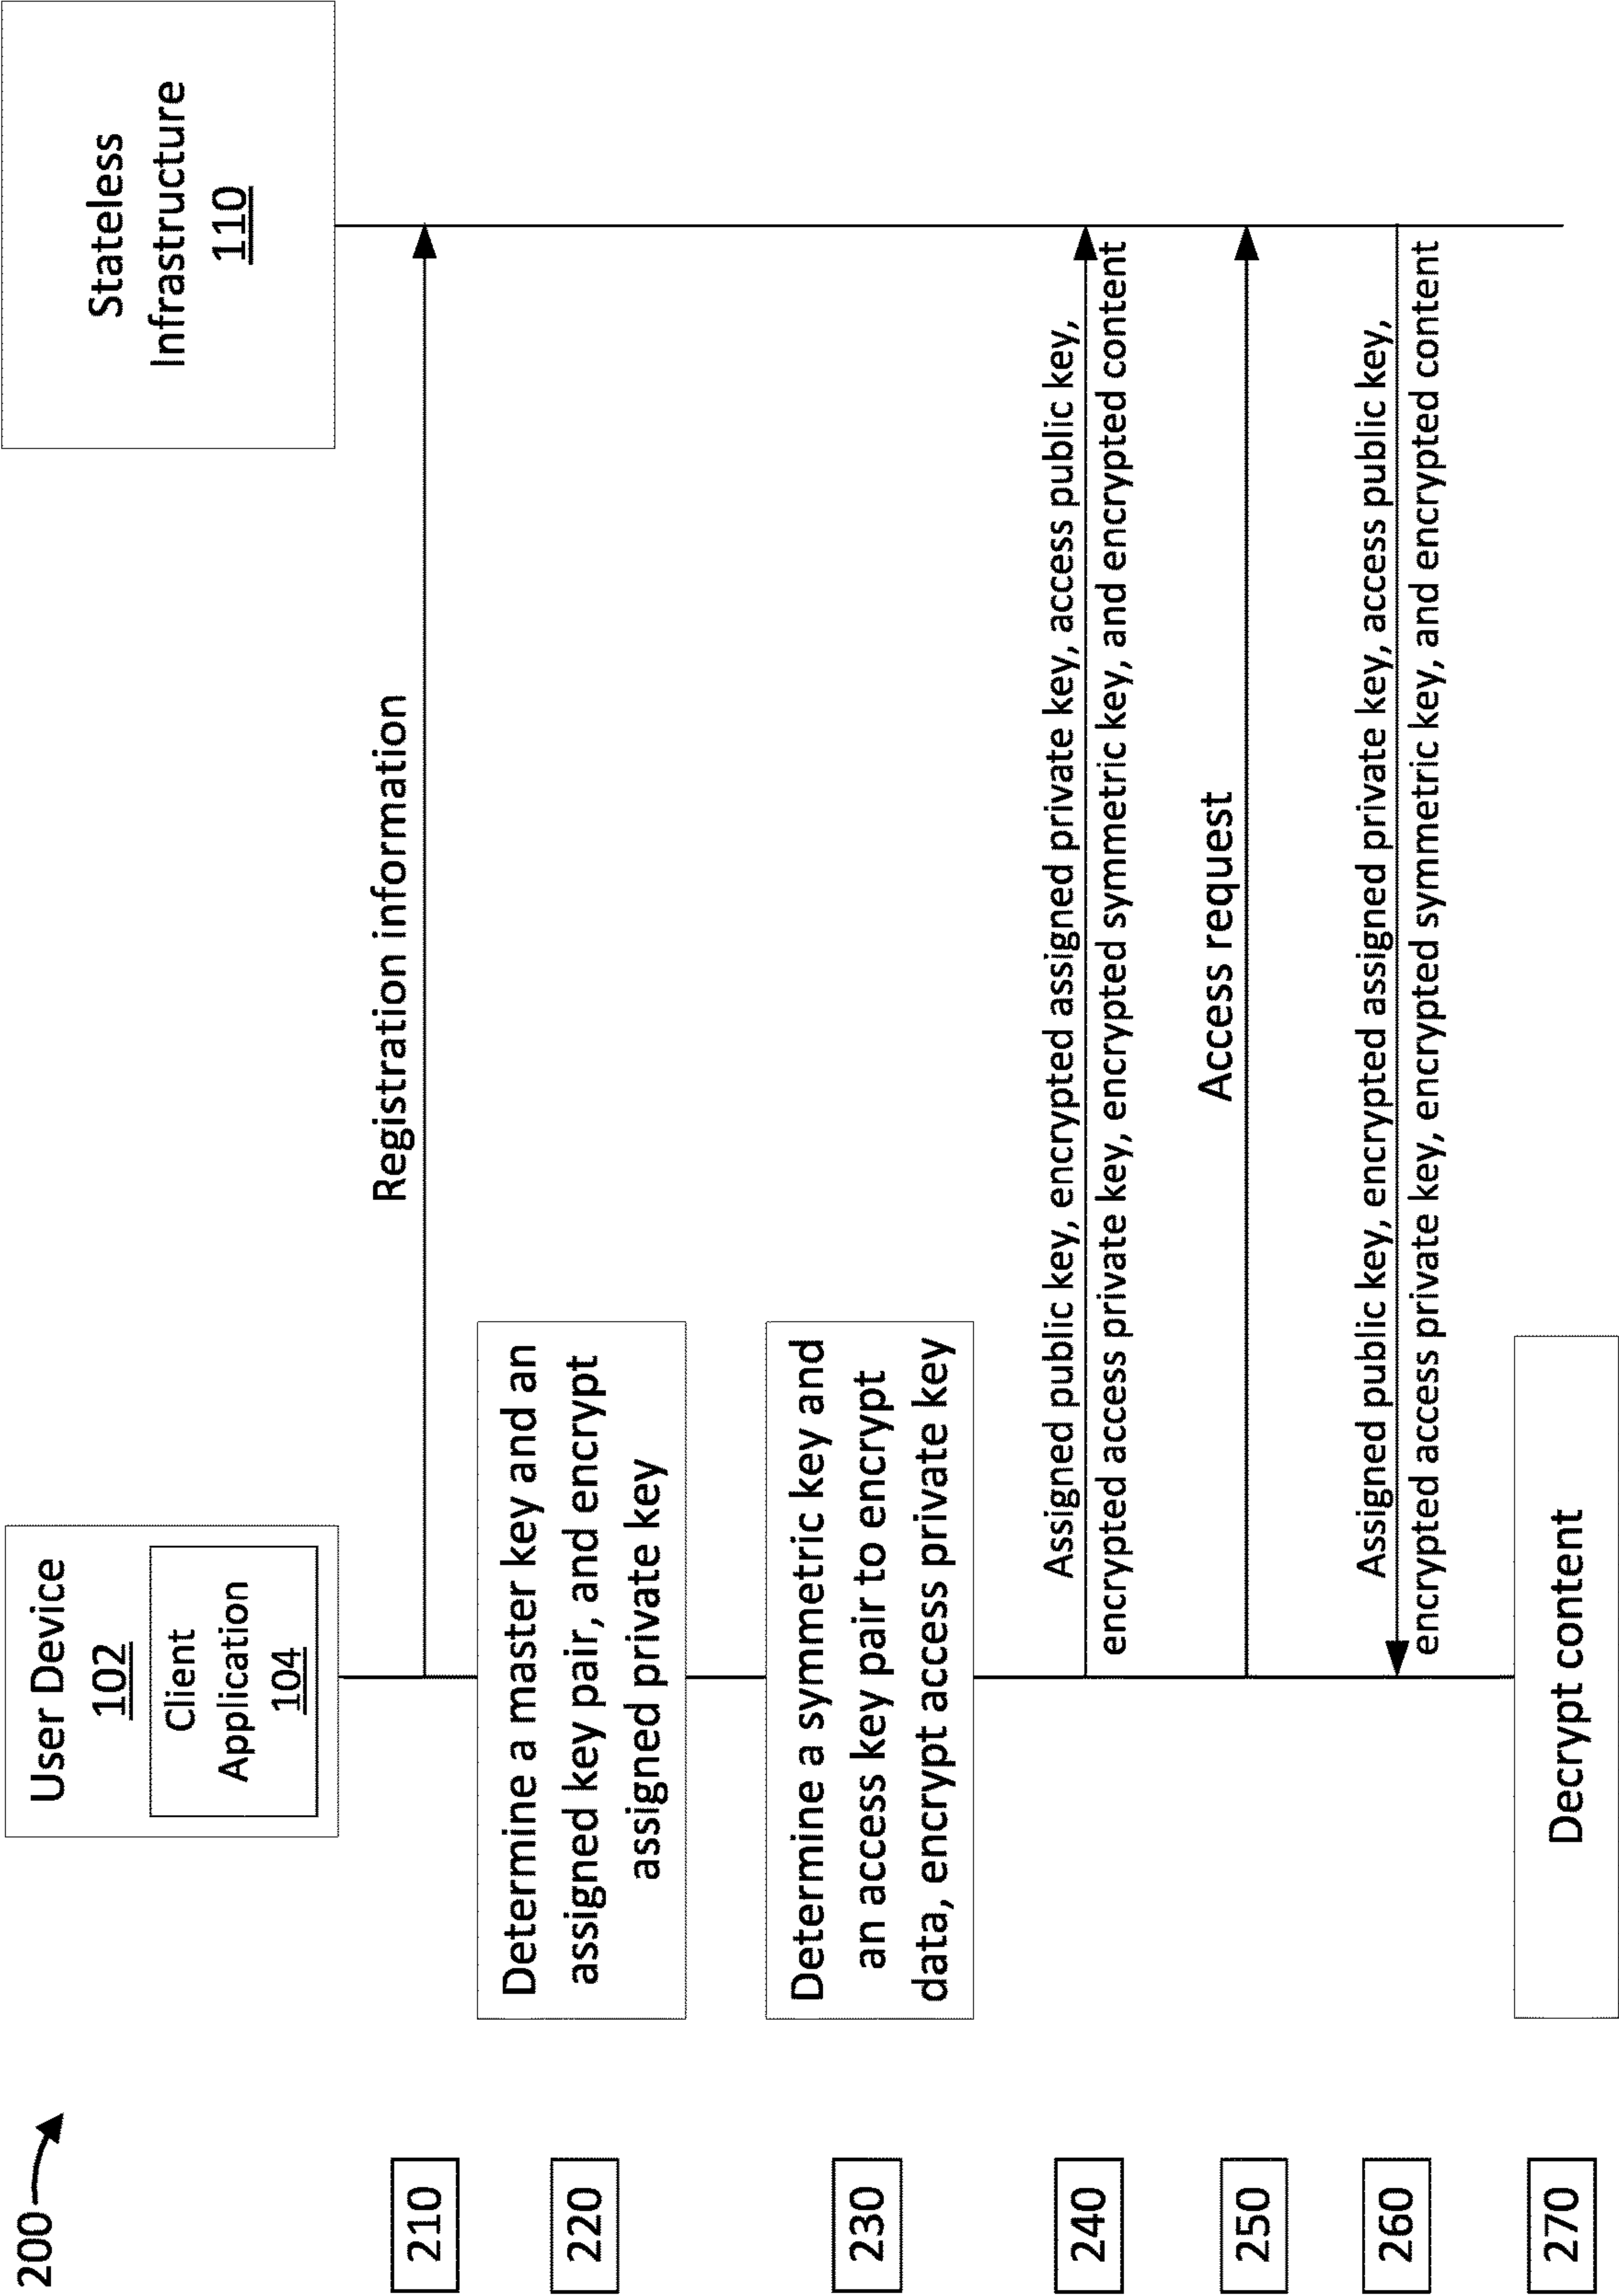 200
User Device
102
Client
Application
104
Stateless
Infrastructure
110
210
Registration information
220
Determine a master key and an
assigned key pair, and encrypt
assigned private key
230
Determine a symmetric key and
an access key pair to encrypt
data, encrypt access private key
240
Assigned public key, encrypted assigned private key, access public key,
encrypted access private key, encrypted symmetric key, and encrypted content
250
Access request
260
Assigned public key, encrypted assigned private key, access public key,
encrypted access private key, encrypted symmetric key, and encrypted content
270
Decrypt content